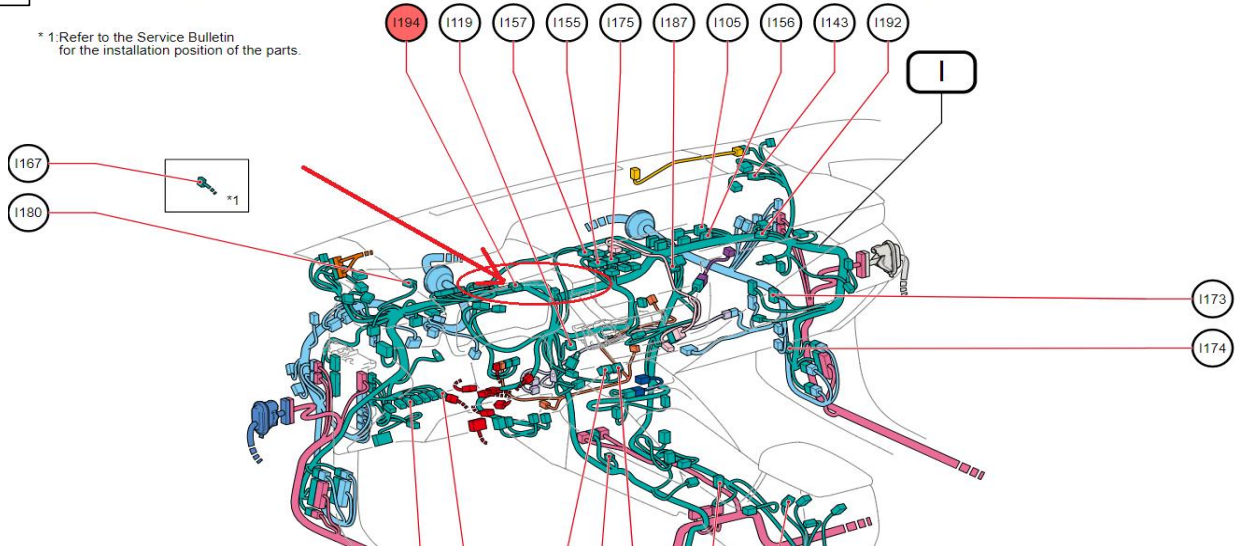 I194 I119 I157 I155 I175 I187 I105 I156 I143 I192
* 1:Refer to the Service Bulletin
for the installation position of the parts.
I
I167
*1
I180
I173
I174